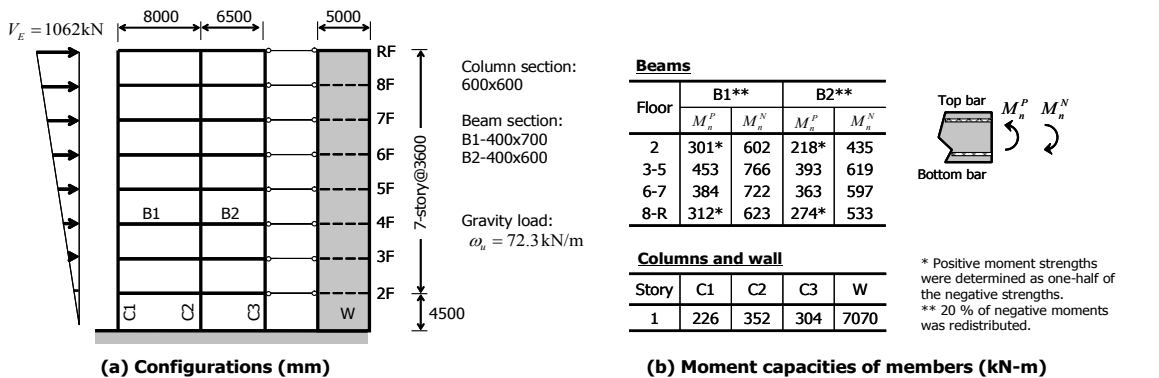 8000 6500 5000
V_E = 1062kN
RF
8F
7F
6F
5F
4F
3F
2F
B1 B2
C1 C2 C3 W
7-story@3600
4500
Column section:
600x600
Beam section:
B1-400x700
B2-400x600
Gravity load:
ω_u = 72.3 kN/m
(a) Configurations (mm)
Beams
Floor B1** B2**
M_n^P M_n^N M_n^P M_n^N
2 301* 602 218* 435
3-5 453 766 393 619
6-7 384 722 363 597
8-R 312* 623 274* 533
Columns and wall
Story C1 C2 C3 W
1 226 352 304 7070
Top bar
M_n^P M_n^N
Bottom bar
* Positive moment strengths
were determined as one-half of
the negative strengths.
** 20 % of negative moments
was redistributed.
(b) Moment capacities of members (kN-m)